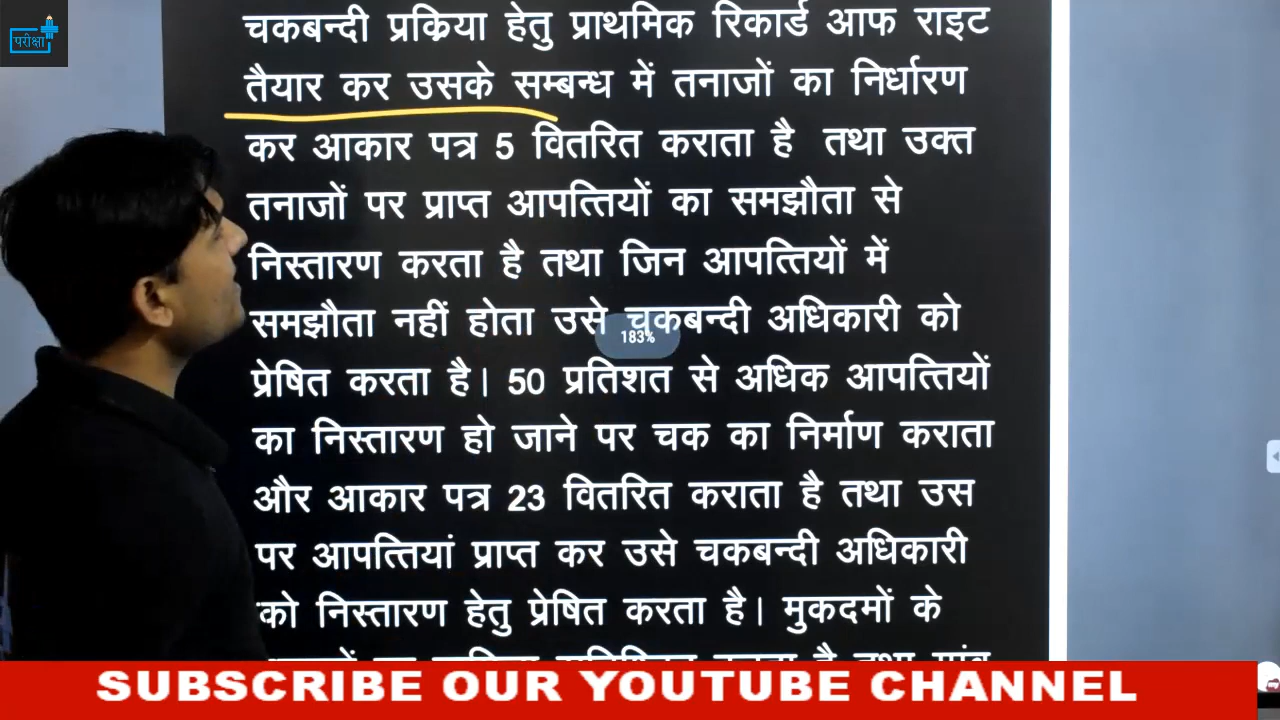 परीक्षा
चकबन्दी प्रक्रिया हेतु प्राथमिक रिकार्ड आफ राइट
तैयार कर उसके सम्बन्ध में तनाजों का निर्धारण
कर आकार पत्र 5 वितरित कराता है तथा उक्त
तनाजों पर प्राप्त आपत्तियों का समझौता से
निस्तारण करता है तथा जिन आपत्तियों में
समझौता नहीं होता उसे चकबन्दी अधिकारी को
183%
प्रेषित करता है। 50 प्रतिशत से अधिक आपत्तियों
का निस्तारण हो जाने पर चक का निर्माण कराता
और आकार पत्र 23 वितरित कराता है तथा उस
पर आपत्तियां प्राप्त कर उसे चकबन्दी अधिकारी
को निस्तारण हेतु प्रेषित करता है। मुकदमों के
SUBSCRIBE OUR YOUTUBE CHANNEL